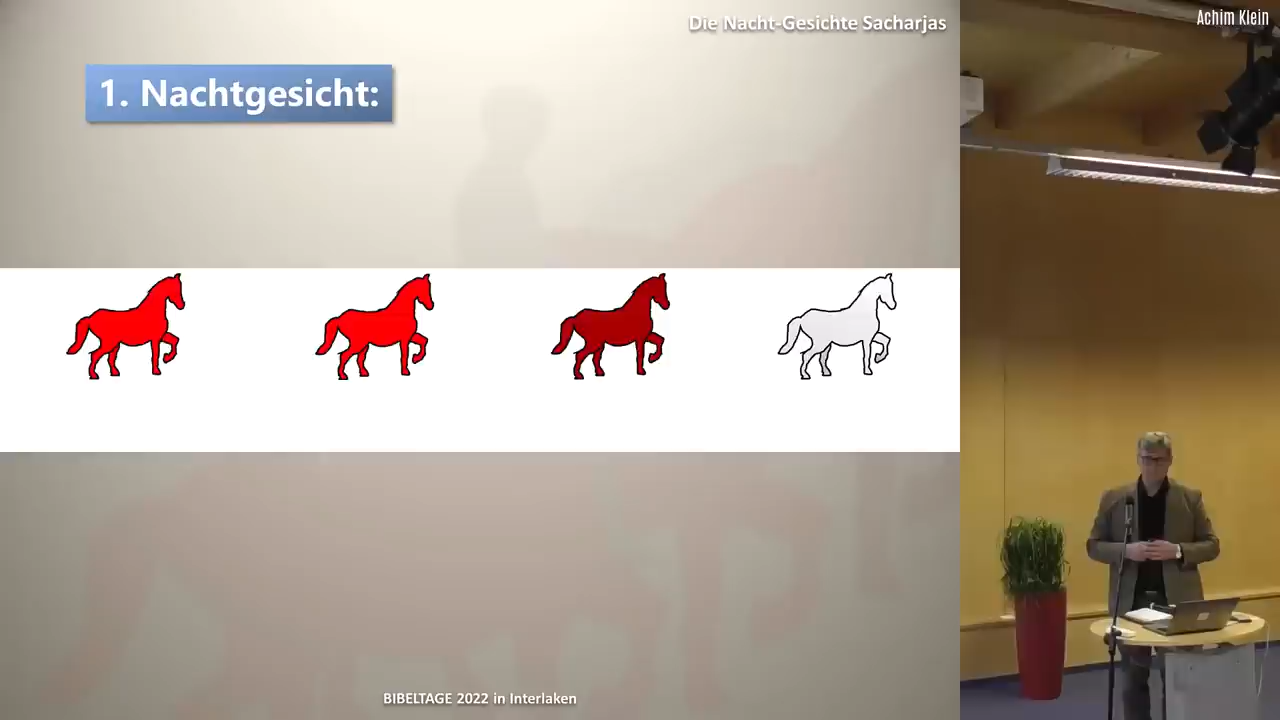 Die Nacht-Gesichte Sacharjas
Achim Klein
1. Nachtgesicht:
BIBELTAGE 2022 in Interlaken